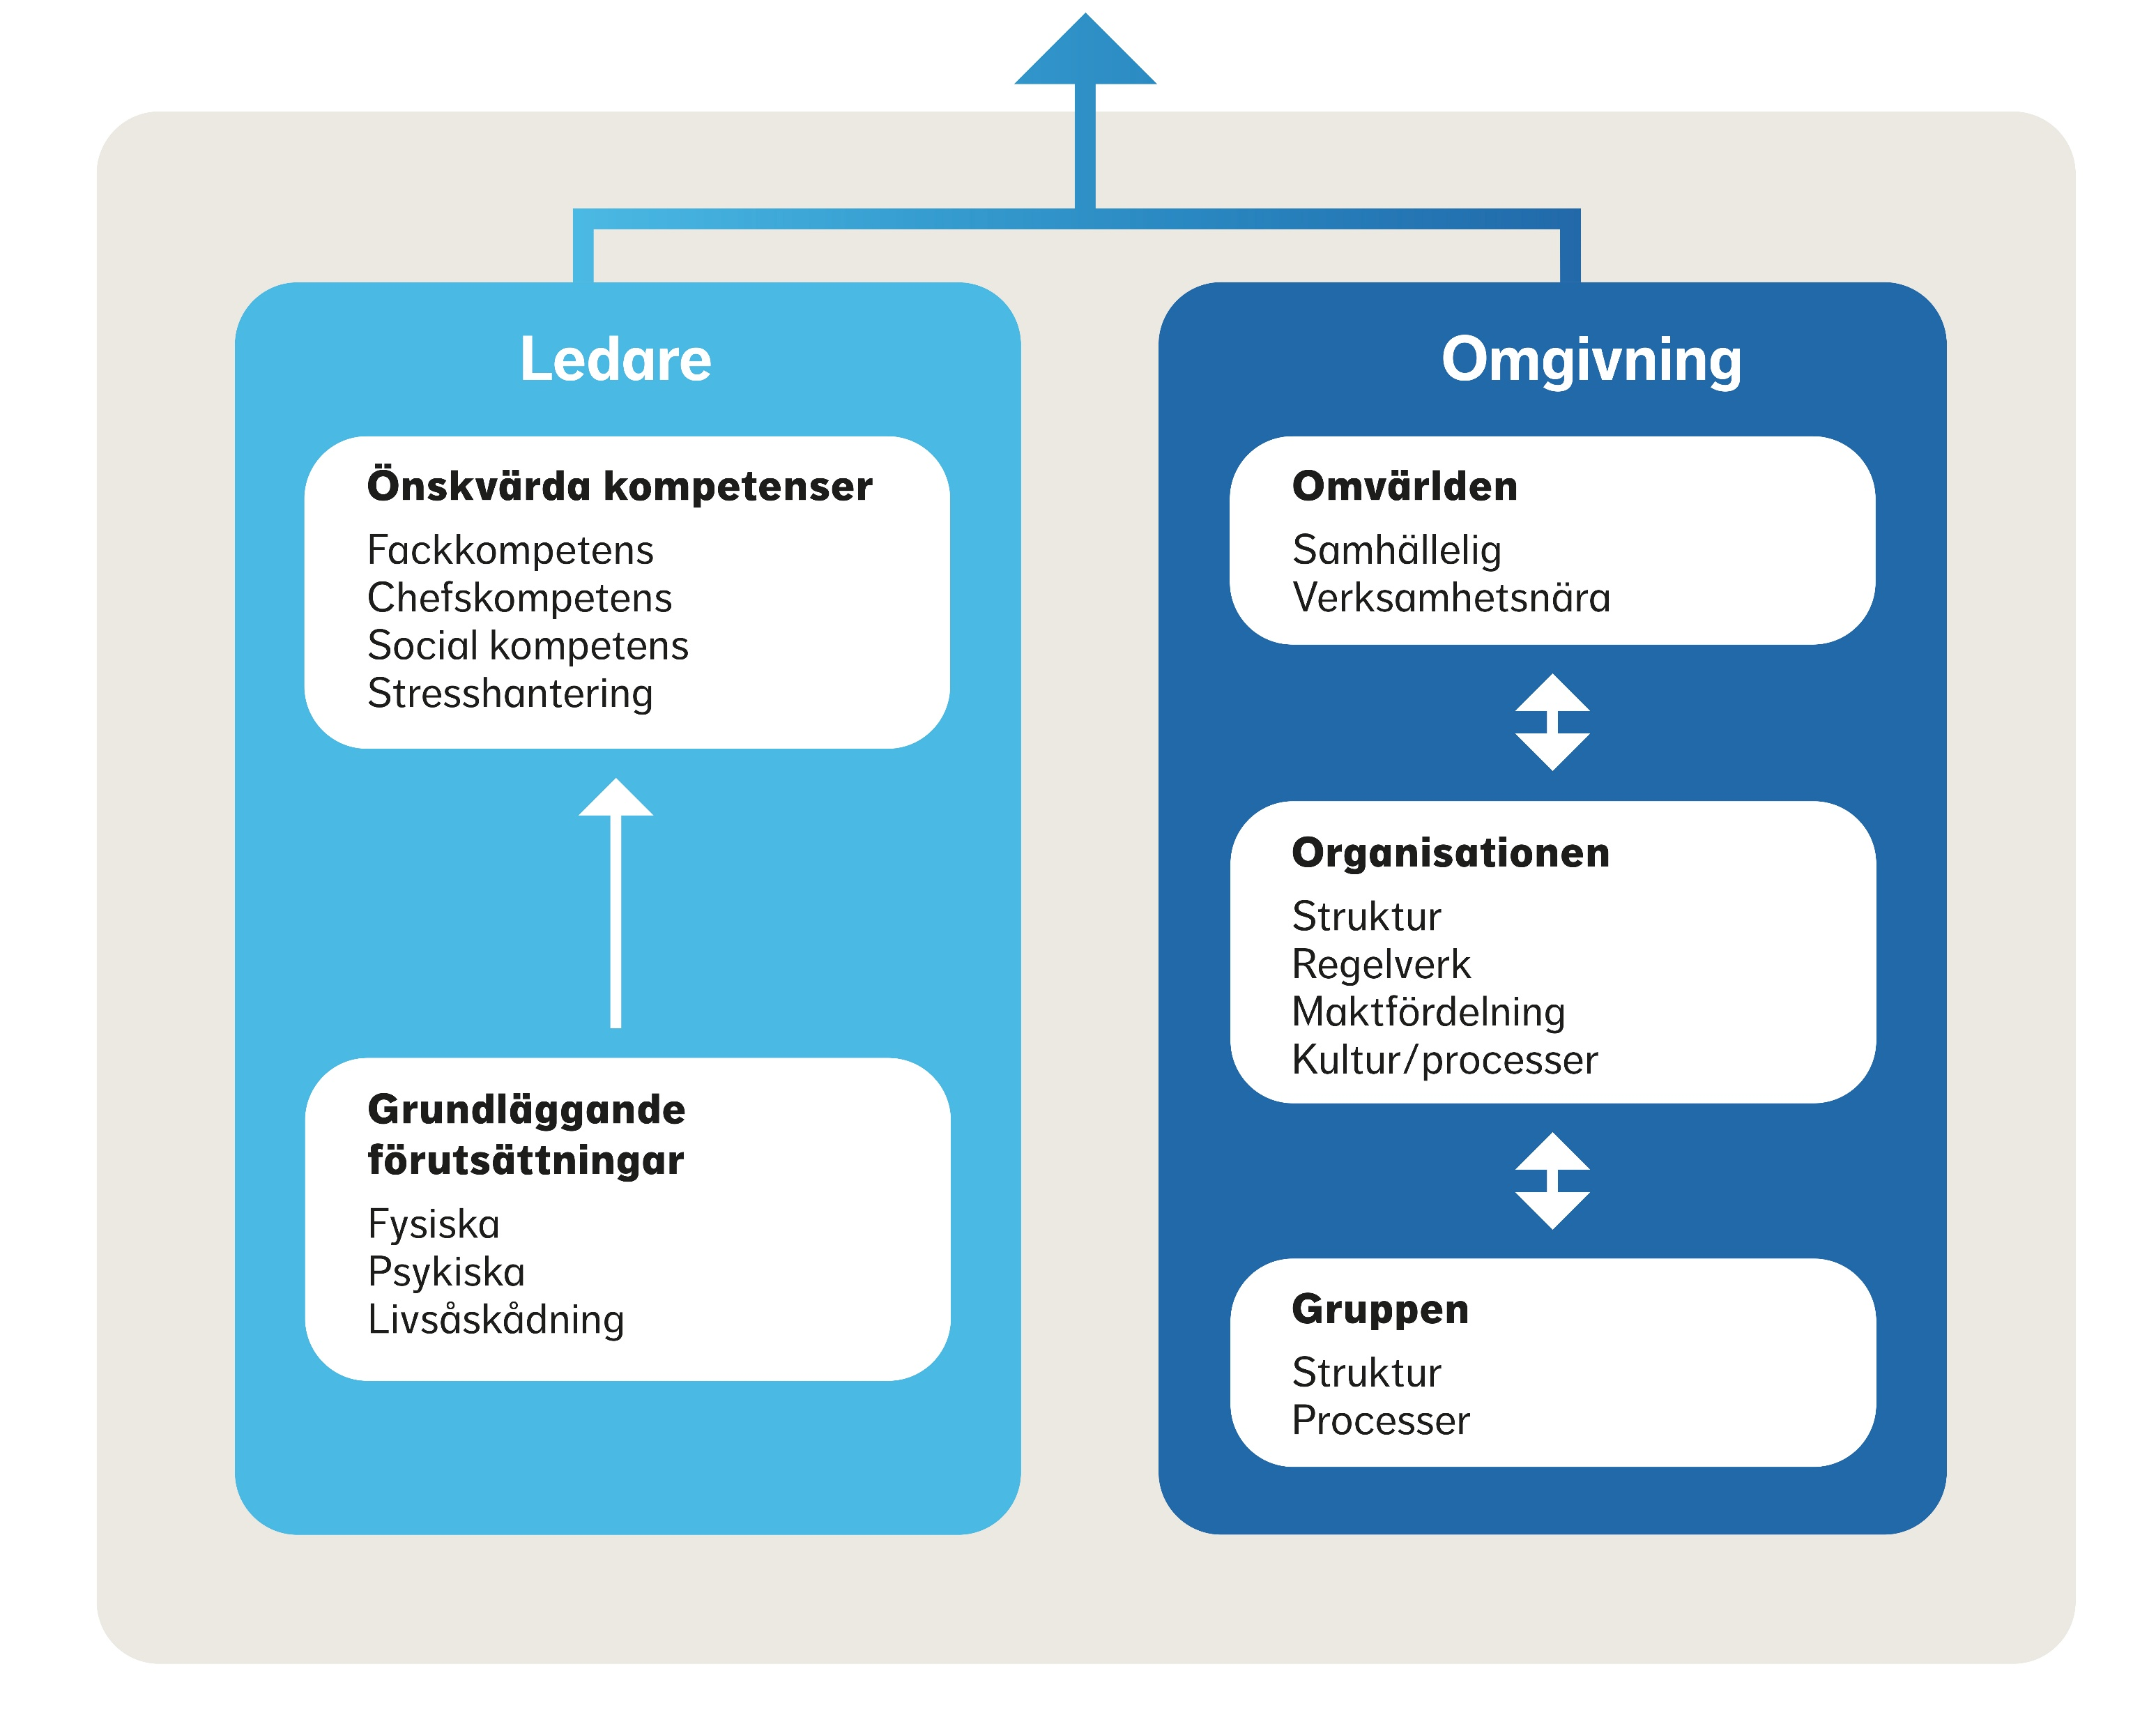 Ledare
Önskvärda kompetenser
Fackkompetens
Chefskompetens
Social kompetens
Stresshantering
Grundläggande
förutsättningar
Fysiska
Psykiska
Livsåskådning
Omgivning
Omvärlden
Samhällelig
Verksamhetsnära
Organisationen
Struktur
Regelverk
Maktfördelning
Kultur/processer
Gruppen
Struktur
Processer